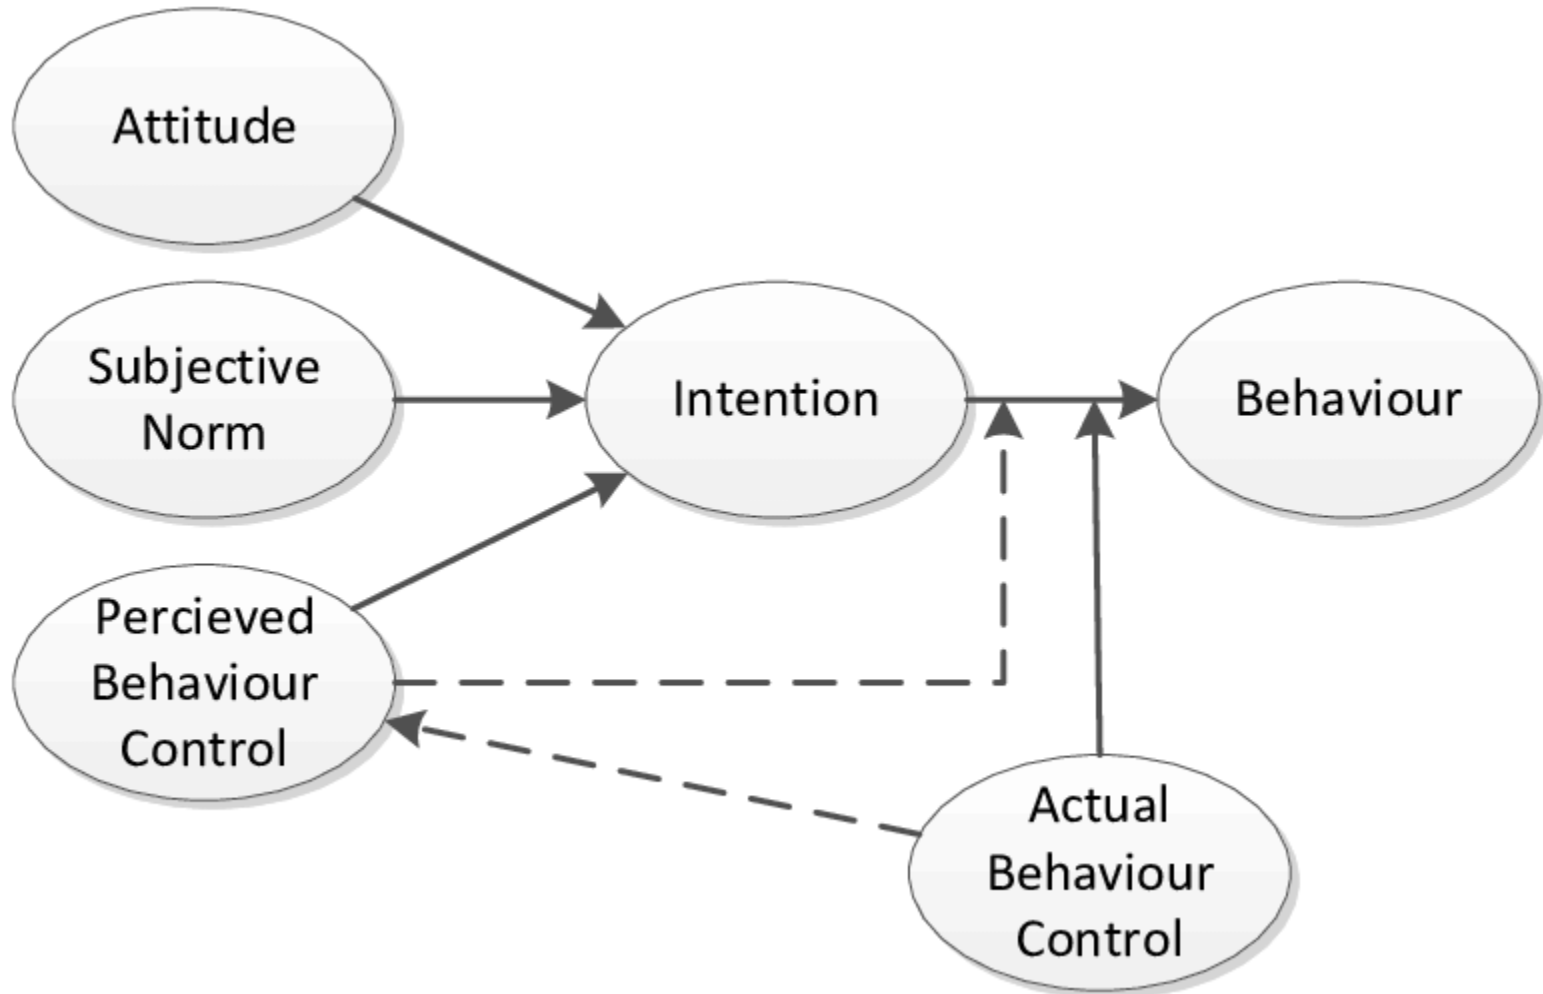 Attitude
Subjective
Norm
Intention
Behaviour
Percieved
Behaviour
Control
Actual
Behaviour
Control